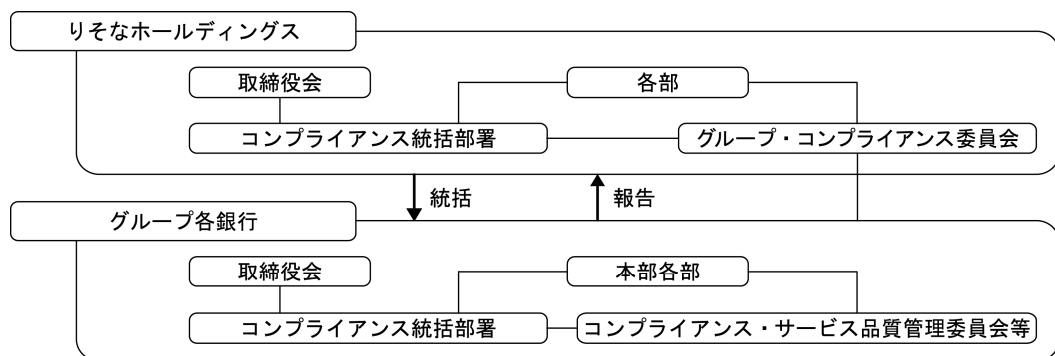 りそなホールディングス
取締役会
各部
コンプライアンス統括部署
グループ・コンプライアンス委員会
統括
報告
グループ各銀行
取締役会
本部各部
コンプライアンス統括部署
コンプライアンス・サービス品質管理委員会等